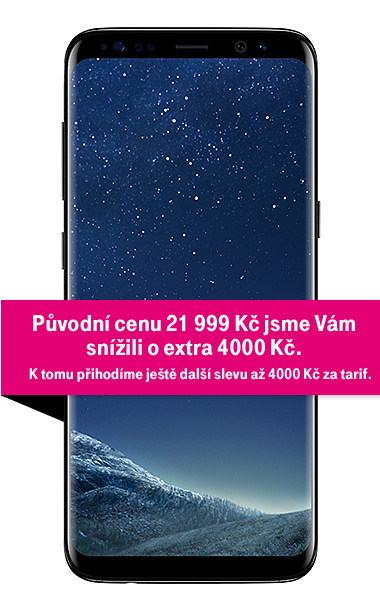 Původní cenu 21 999 Kč jsme Vám
snížili o extra 4000 Kč.
K tomu přihodíme ještě další slevu až 4000 Kč za tarif.